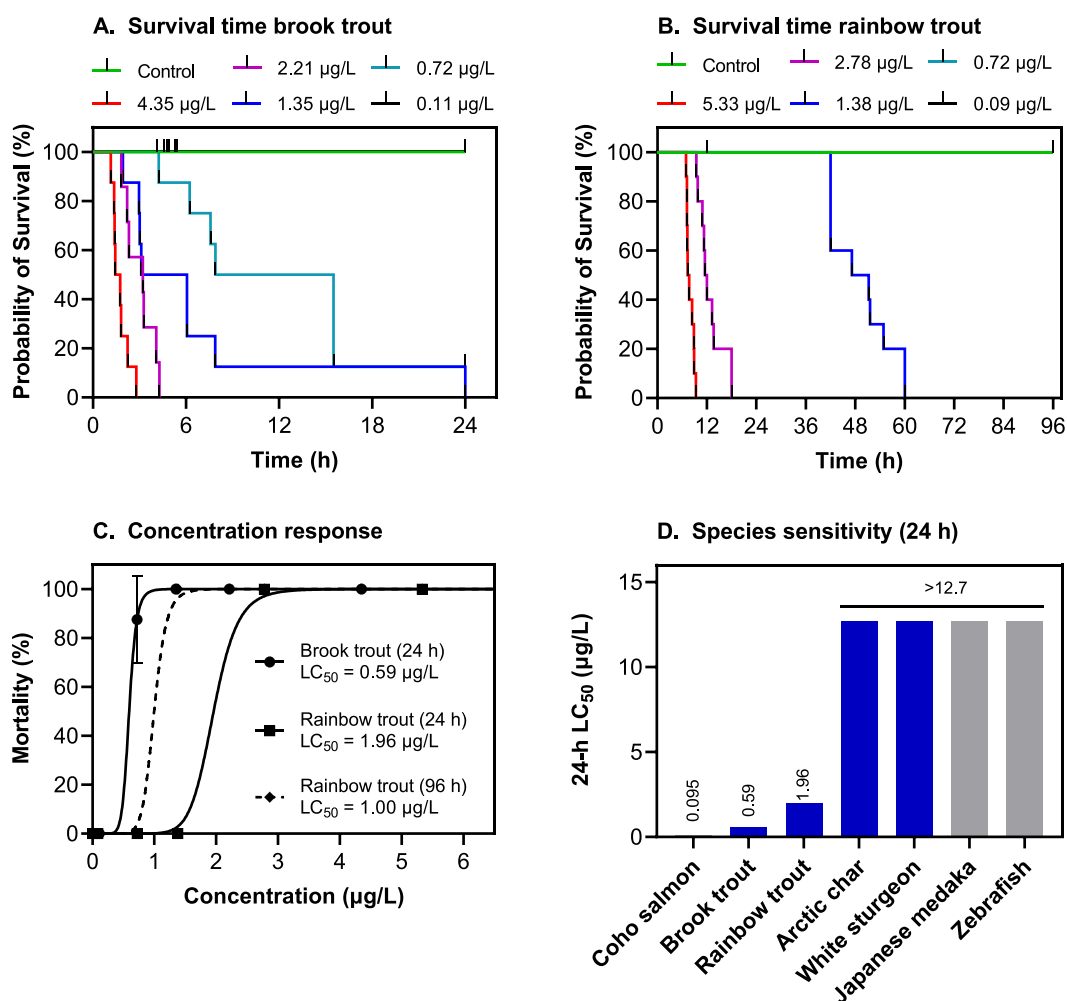 A. Survival time brook trout
Control
2.21 µg/L
0.72 µg/L
4.35 µg/L
1.35 µg/L
0.11 µg/L
Probability of Survival (%)
100
80
60
40
20
0
0
6
12
18
24
Time (h)
B. Survival time rainbow trout
Control
2.78 µg/L
0.72 µg/L
5.33 µg/L
1.38 µg/L
0.09 µg/L
Probability of Survival (%)
100
80
60
40
20
0
0
12
24
36
48
60
72
84
96
Time (h)
C. Concentration response
Mortality (%)
100
80
60
40
20
0
Brook trout (24 h)
LC50 = 0.59 µg/L
Rainbow trout (24 h)
LC50 = 1.96 µg/L
Rainbow trout (96 h)
LC50 = 1.00 µg/L
0
1
2
3
4
5
6
Concentration (µg/L)
D. Species sensitivity (24 h)
24-h LC50 (µg/L)
15
10
5
0
>12.7
0.095
0.59
1.96
Coho salmon
Brook trout
Rainbow trout
Arctic char
White sturgeon
Japanese medaka
Zebrafish